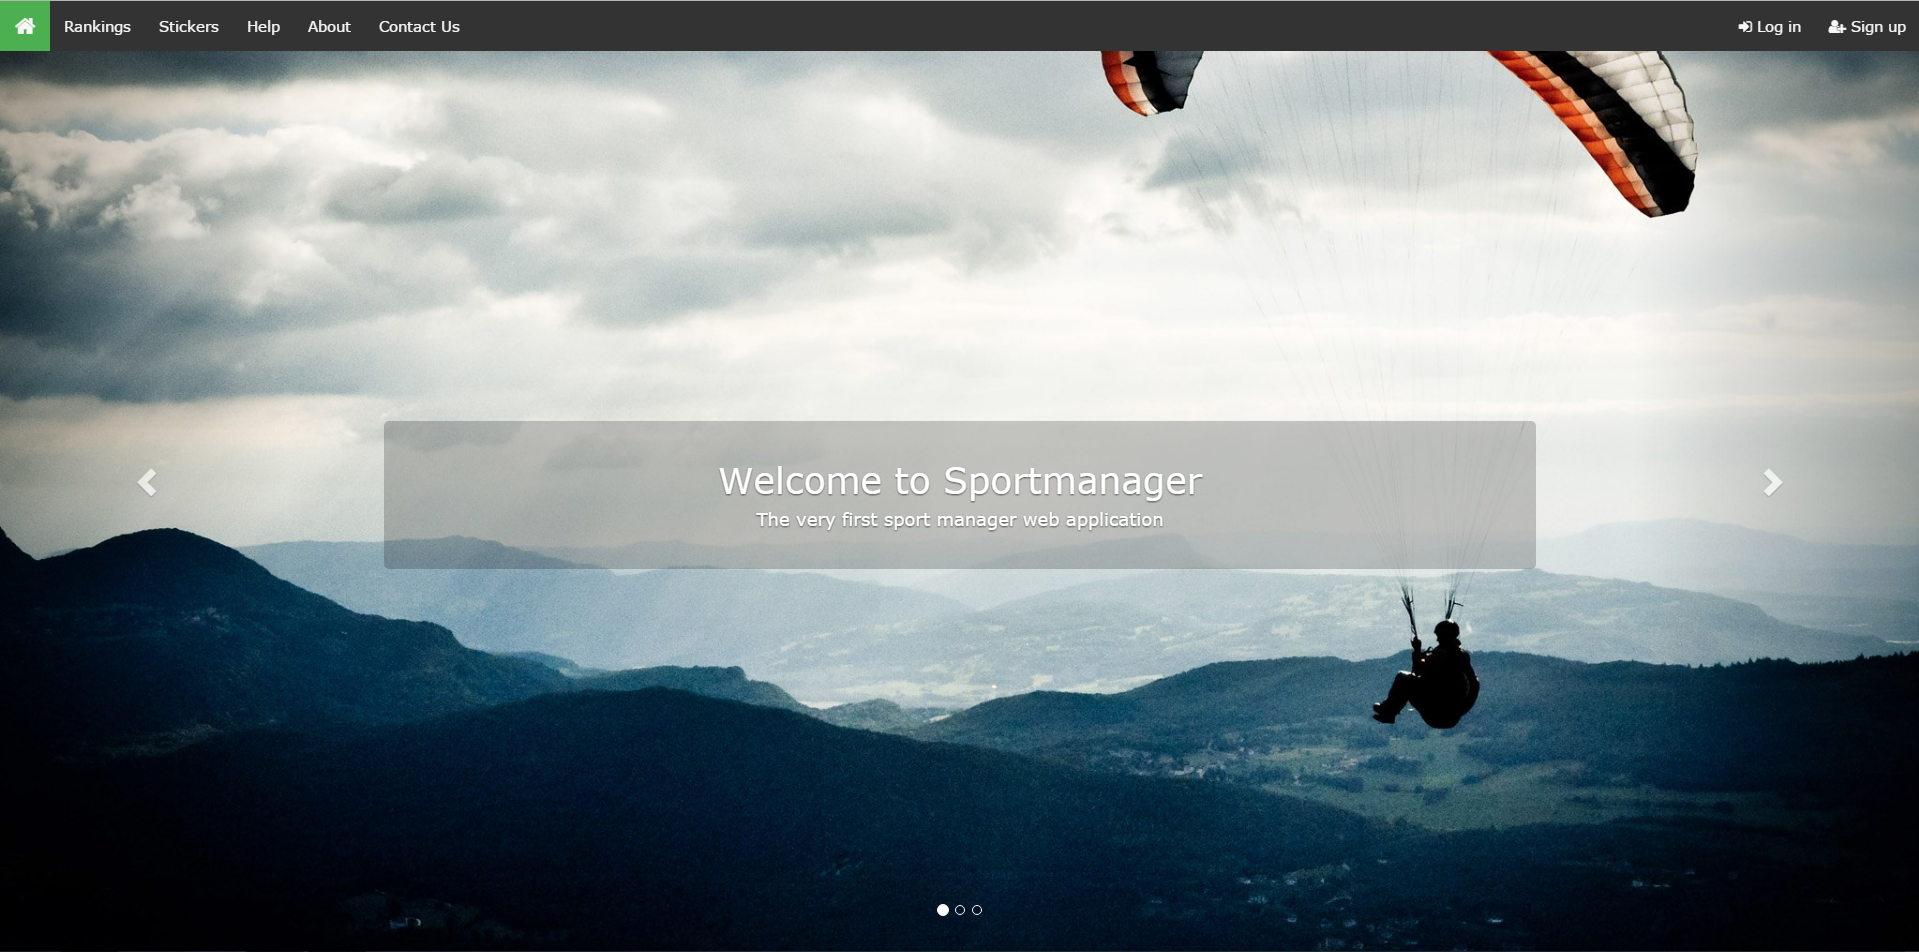 Rankings Stickers Help About Contact Us Log in Sign up
Welcome to Sportmanager
The very first sport manager web application